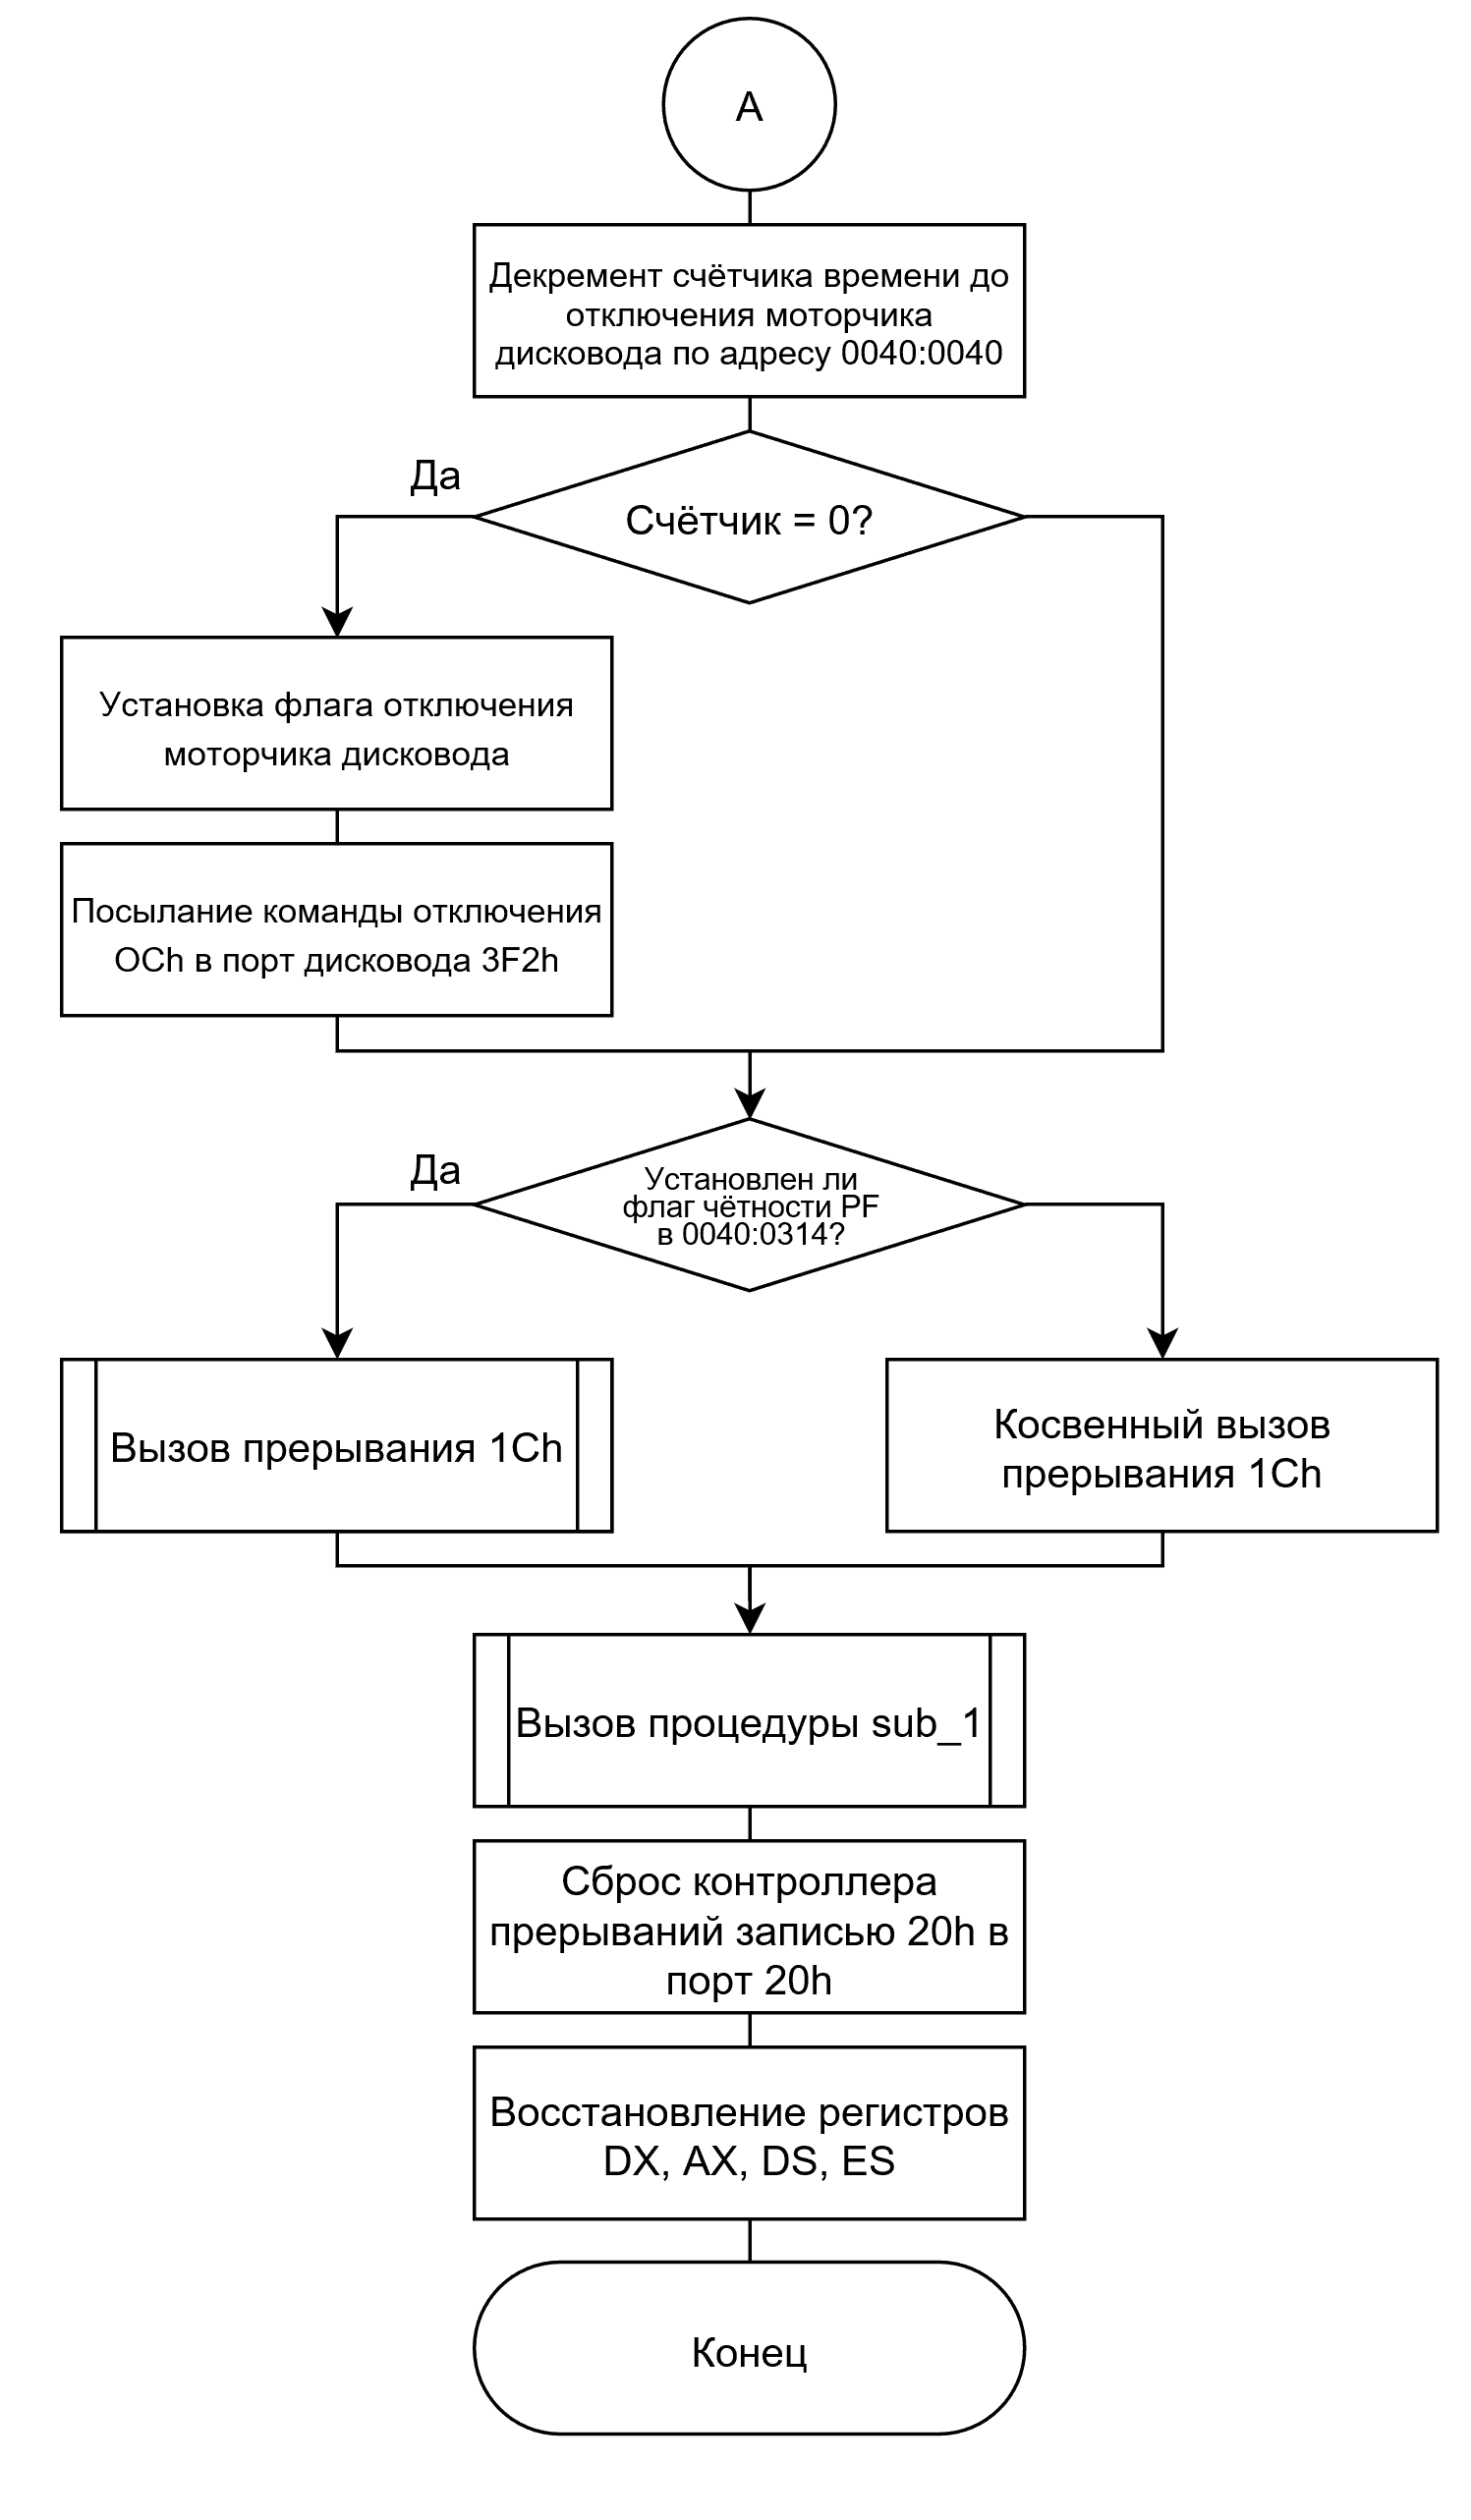 А
Декремент счётчика времени до
отключения моторчика
дисковода по адресу 0040:0040
Да
Счётчик = 0?
Установка флага отключения
моторчика дисковода
Посылание команды отключения
OCh в порт дисковода 3F2h
Да
Установлен ли
флаг чётности PF
в 0040:0314?
Вызов прерывания 1Ch
Косвенный вызов
прерывания 1Ch
Вызов процедуры sub_1
Сброс контроллера
прерываний записью 20h в
порт 20h
Восстановление регистров
DX, AX, DS, ES
Конец